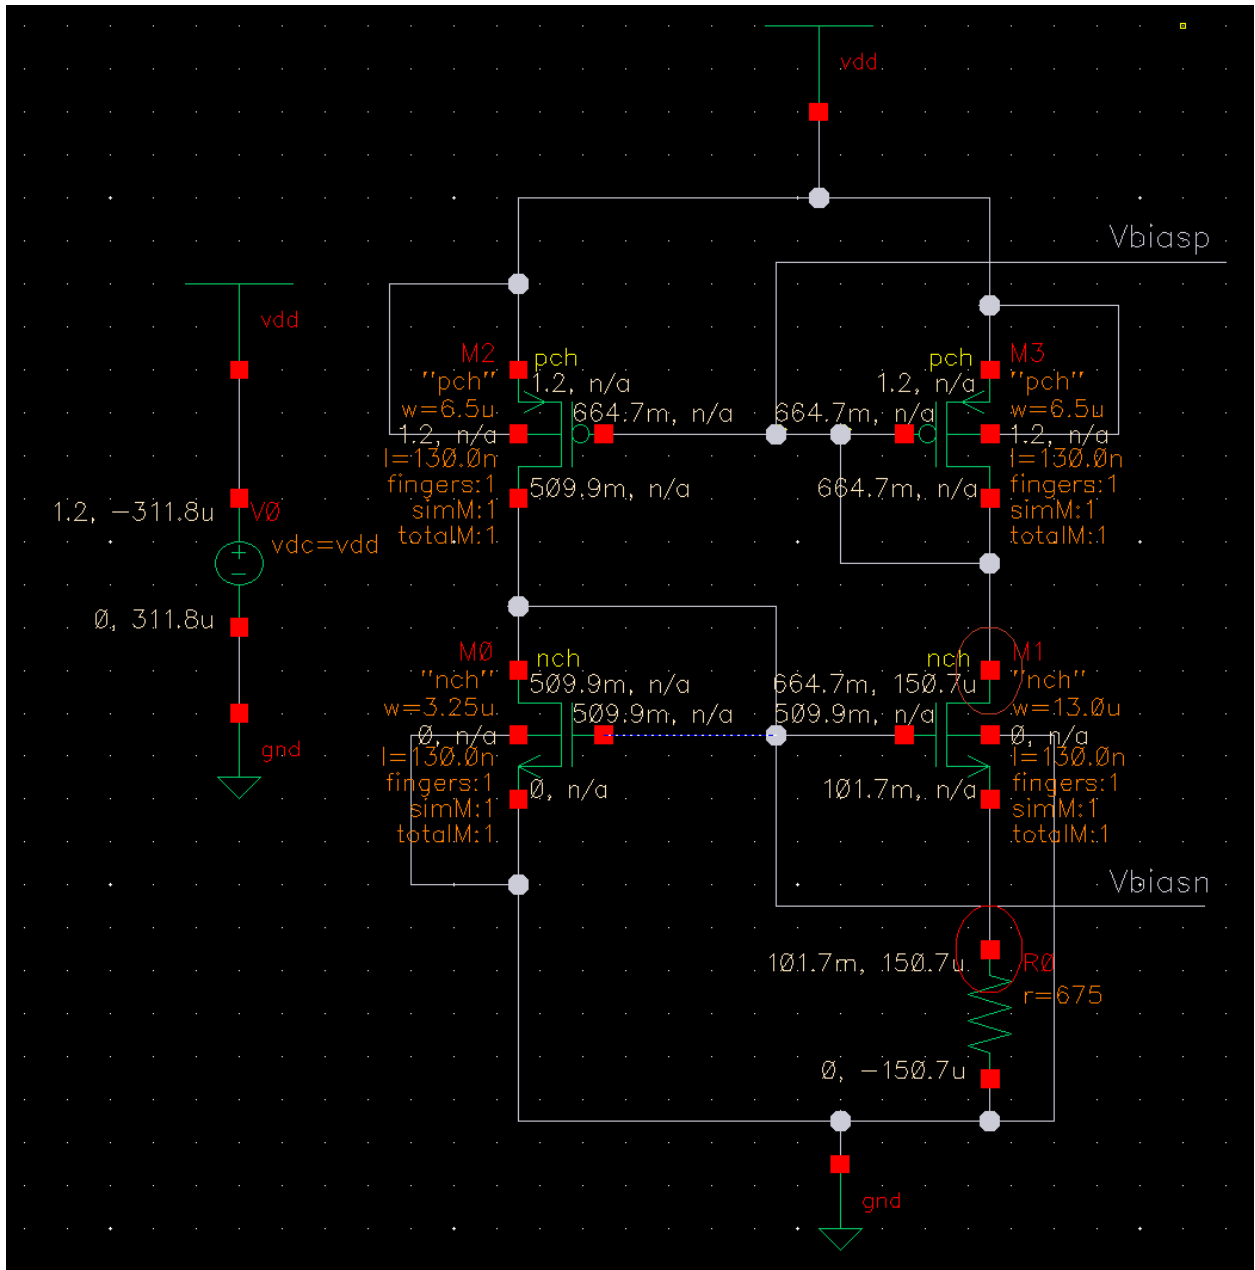 vdd
Vbiasp
vdd
M2
pch
"pch"
1.2, n/a
w=6.5u
664.7m, n/a
1.2, n/a
l=130.0n
fingers:1
509.9m, n/a
simM:1
totalM:1
pch
M3
1.2, n/a
"pch"
664.7m, n/a
w=6.5u
1.2, n/a
l=130.0n
664.7m, n/a
fingers:1
simM:1
totalM:1
1.2, -311.8u
V0
vdc=vdd
0, 311.8u
gnd
M0
nch
"nch"
509.9m, n/a
w=3.25u
509.9m, n/a
0, n/a
l=130.0n
fingers:1
0, n/a
simM:1
totalM:1
nch
M1
664.7m, 150.7u
"nch"
509.9m, n/a
w=13.0u
0, n/a
l=130.0n
101.7m, n/a
fingers:1
simM:1
totalM:1
Vbiasn
101.7m, 150.7u
R0
r=675
0, -150.7u
gnd